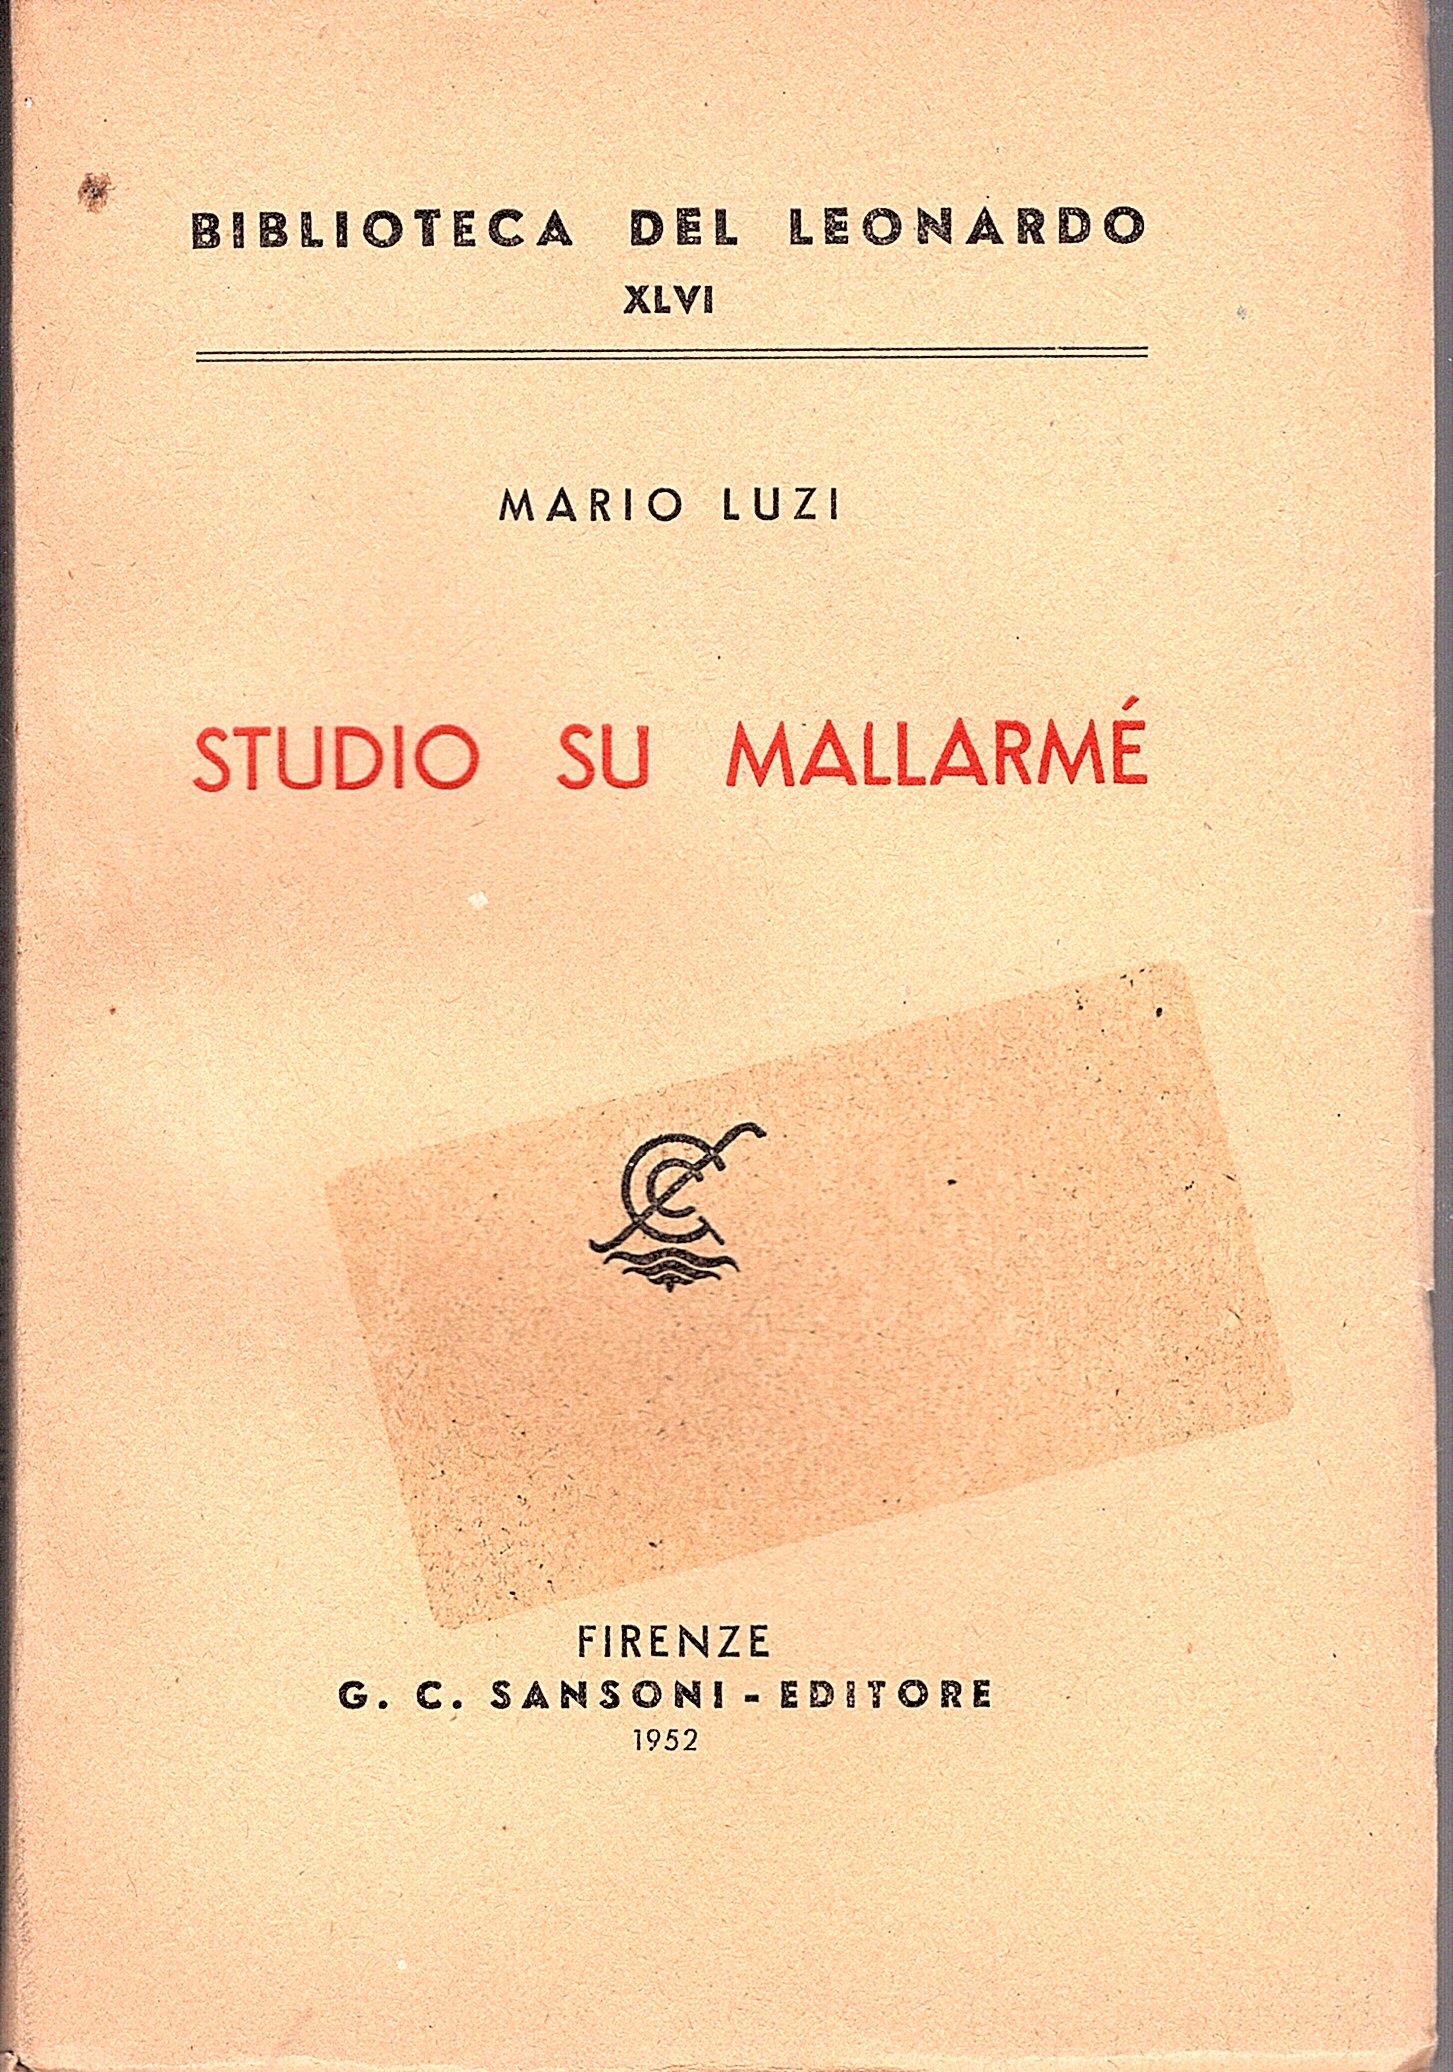 BIBLIOTECA DEL LEONARDO
XLVI
MARIO LUZI
STUDIO SU MALLARMÉ
FIRENZE
G. C. SANSONI - EDITORE
1952